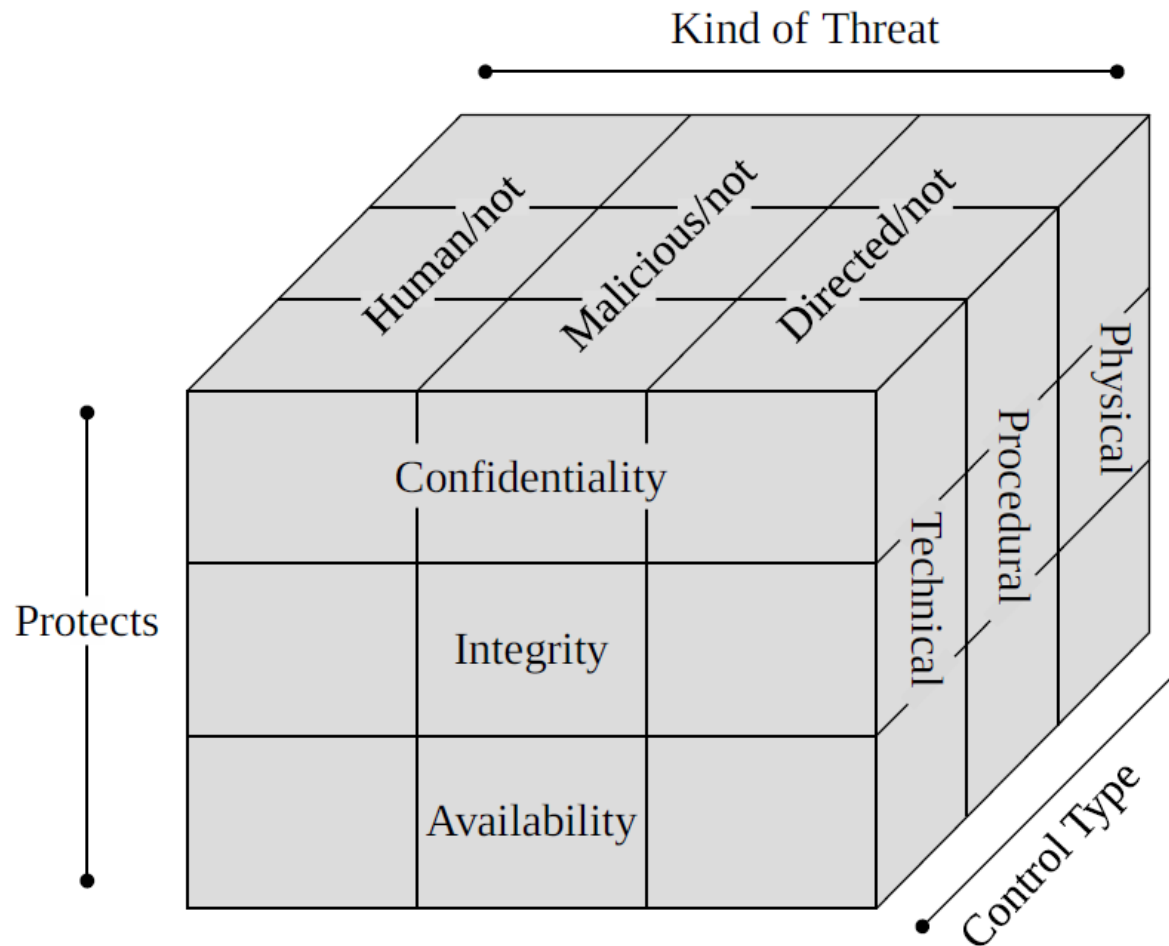 Kind of Threat
Human/not
Malicious/not
Directed/not
Confidentiality
Integrity
Availability
Protects
Technical
Procedural
Physical
Control Type